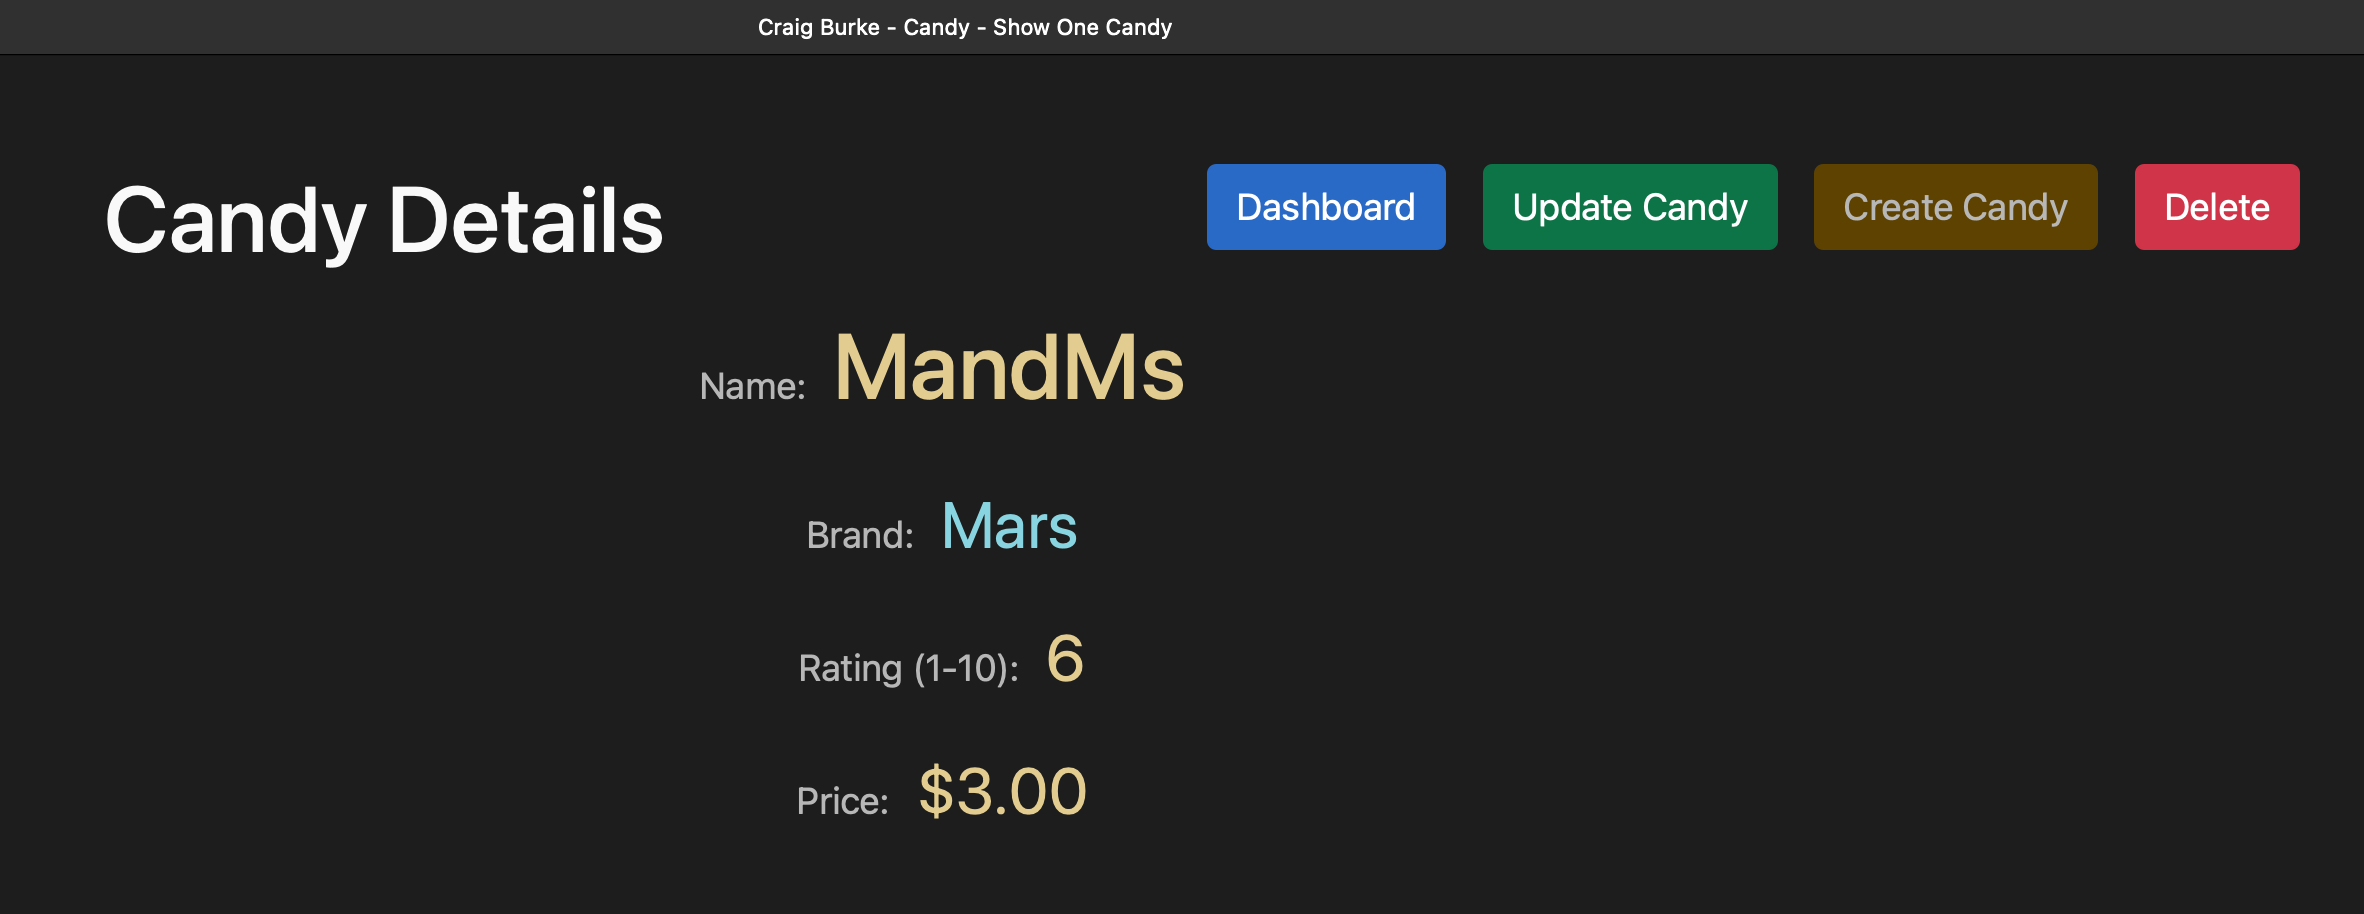 Craig Burke - Candy - Show One Candy
Candy Details
Dashboard
Update Candy
Create Candy
Delete
Name: MandMs
Brand: Mars
Rating (1-10): 6
Price: $3.00